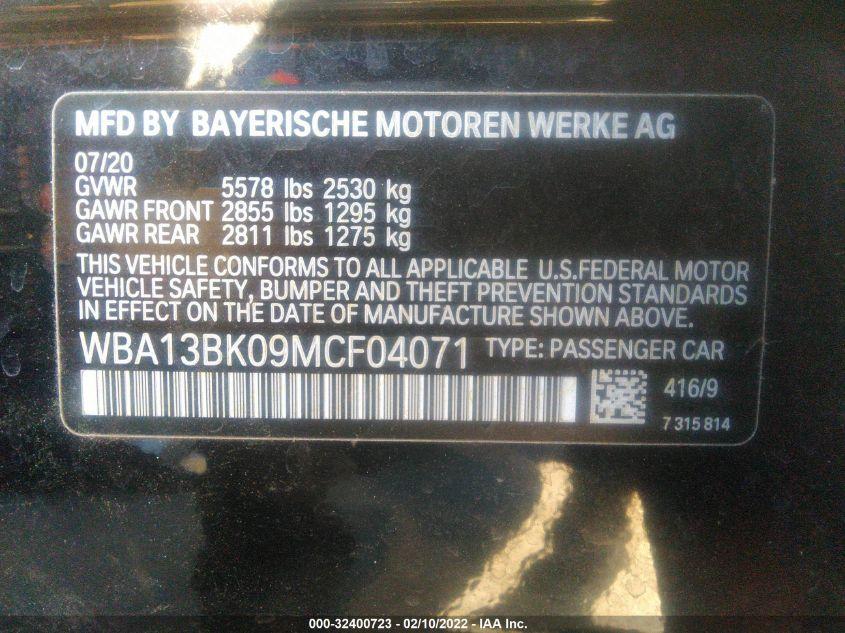 MFD BY BAYERISCHE MOTOREN WERKE AG
07/20
GVWR 5578 lbs 2530 kg
GAWR FRONT 2855 lbs 1295 kg
GAWR REAR 2811 lbs 1275 kg
THIS VEHICLE CONFORMS TO ALL APPLICABLE U.S.FEDERAL MOTOR
VEHICLE SAFETY, BUMPER AND THEFT PREVENTION STANDARDS
IN EFFECT ON THE DATE OF MANUFACTURE SHOWN ABOVE.
WBA13BK09MCF04071 TYPE: PASSENGER CAR
416/9
7 315 814
000-32400723 - 02/10/2022 - IAA Inc.